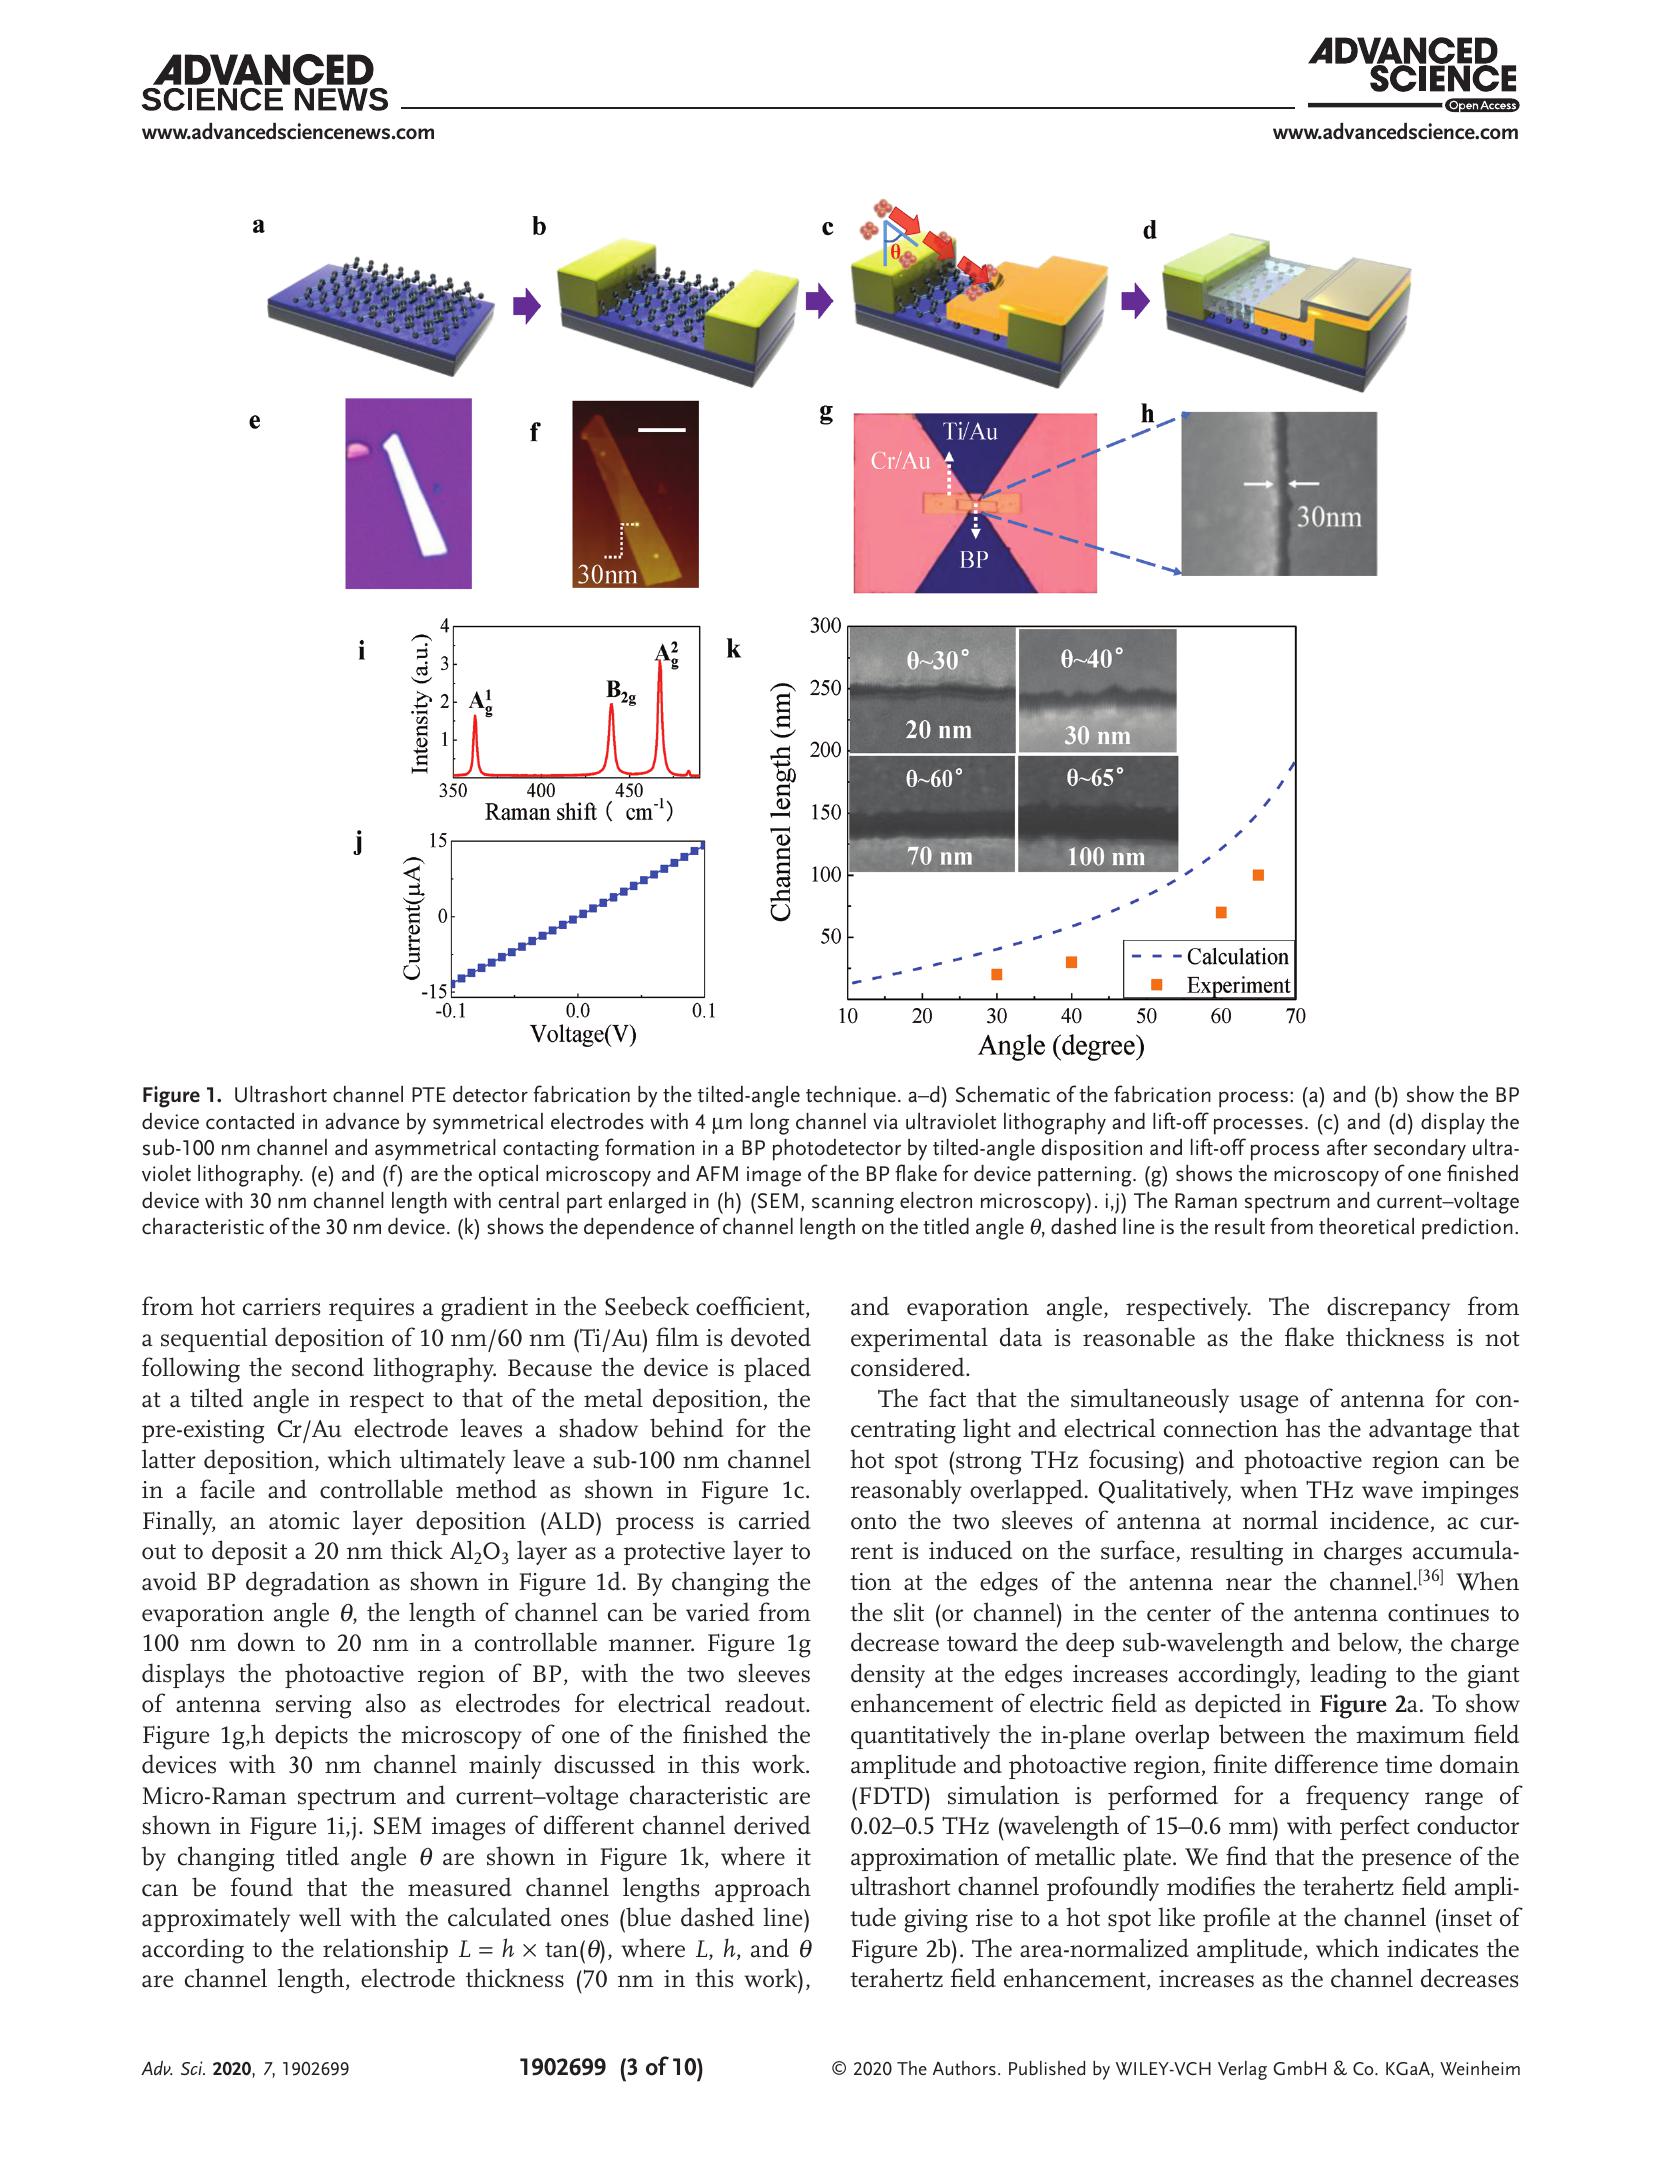 ADVANCED
SCIENCE NEWS
www.advancedsciencenews.com
ADVANCED
SCIENCE
Open Access
www.advancedscience.com
a
b
c
θ
d
e
f
30nm
g
Ti/Au
Cr/Au
BP
h
30nm
i
Intensity (a.u.)
4
3
2
1
A¹g
B2g
A²g
350
400
450
Raman shift ( cm-1)
j
Current(μA)
15
0
-15
-0.1
0.0
0.1
Voltage(V)
k
Channel length (nm)
300
250
200
150
100
50
θ~30°
20 nm
θ~40°
30 nm
θ~60°
70 nm
θ~65°
100 nm
Calculation
Experiment
10
20
30
40
50
60
70
Angle (degree)
Figure 1. Ultrashort channel PTE detector fabrication by the tilted-angle technique. a–d) Schematic of the fabrication process: (a) and (b) show the BP
device contacted in advance by symmetrical electrodes with 4 μm long channel via ultraviolet lithography and lift-off processes. (c) and (d) display the
sub-100 nm channel and asymmetrical contacting formation in a BP photodetector by tilted-angle disposition and lift-off process after secondary ultra-
violet lithography. (e) and (f) are the optical microscopy and AFM image of the BP flake for device patterning. (g) shows the microscopy of one finished
device with 30 nm channel length with central part enlarged in (h) (SEM, scanning electron microscopy). i,j) The Raman spectrum and current–voltage
characteristic of the 30 nm device. (k) shows the dependence of channel length on the titled angle θ, dashed line is the result from theoretical prediction.
from hot carriers requires a gradient in the Seebeck coefficient,
a sequential deposition of 10 nm/60 nm (Ti/Au) film is devoted
following the second lithography. Because the device is placed
at a tilted angle in respect to that of the metal deposition, the
pre-existing Cr/Au electrode leaves a shadow behind for the
latter deposition, which ultimately leave a sub-100 nm channel
in a facile and controllable method as shown in Figure 1c.
Finally, an atomic layer deposition (ALD) process is carried
out to deposit a 20 nm thick Al2O3 layer as a protective layer to
avoid BP degradation as shown in Figure 1d. By changing the
evaporation angle θ, the length of channel can be varied from
100 nm down to 20 nm in a controllable manner. Figure 1g
displays the photoactive region of BP, with the two sleeves
of antenna serving also as electrodes for electrical readout.
Figure 1g,h depicts the microscopy of one of the finished the
devices with 30 nm channel mainly discussed in this work.
Micro-Raman spectrum and current–voltage characteristic are
shown in Figure 1i,j. SEM images of different channel derived
by changing titled angle θ are shown in Figure 1k, where it
can be found that the measured channel lengths approach
approximately well with the calculated ones (blue dashed line)
according to the relationship L = h × tan(θ), where L, h, and θ
are channel length, electrode thickness (70 nm in this work),
and evaporation angle, respectively. The discrepancy from
experimental data is reasonable as the flake thickness is not
considered.
The fact that the simultaneously usage of antenna for con-
centrating light and electrical connection has the advantage that
hot spot (strong THz focusing) and photoactive region can be
reasonably overlapped. Qualitatively, when THz wave impinges
onto the two sleeves of antenna at normal incidence, ac cur-
rent is induced on the surface, resulting in charges accumula-
tion at the edges of the antenna near the channel.[36] When
the slit (or channel) in the center of the antenna continues to
decrease toward the deep sub-wavelength and below, the charge
density at the edges increases accordingly, leading to the giant
enhancement of electric field as depicted in Figure 2a. To show
quantitatively the in-plane overlap between the maximum field
amplitude and photoactive region, finite difference time domain
(FDTD) simulation is performed for a frequency range of
0.02–0.5 THz (wavelength of 15–0.6 mm) with perfect conductor
approximation of metallic plate. We find that the presence of the
ultrashort channel profoundly modifies the terahertz field ampli-
tude giving rise to a hot spot like profile at the channel (inset of
Figure 2b). The area-normalized amplitude, which indicates the
terahertz field enhancement, increases as the channel decreases
Adv. Sci. 2020, 7, 1902699
1902699 (3 of 10)
© 2020 The Authors. Published by WILEY-VCH Verlag GmbH & Co. KGaA, Weinheim